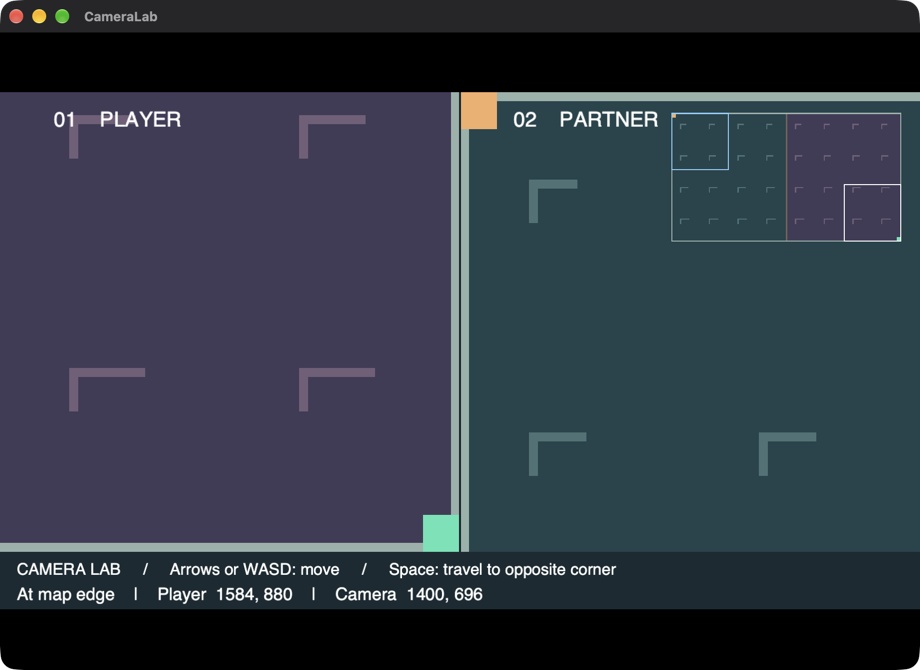 CameraLab
01 PLAYER
02 PARTNER
CAMERA LAB / Arrows or WASD: move / Space: travel to opposite corner
At map edge | Player 1584, 880 | Camera 1400, 696